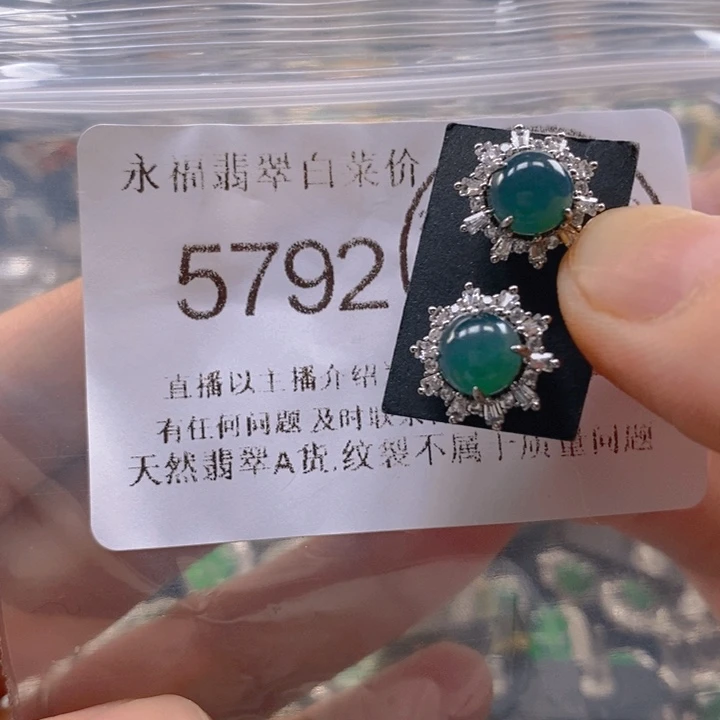 永福翡翠白菜价
5792
直播以主播介绍
有任何问题及时联系
天然翡翠A货,纹裂不属于质量问题